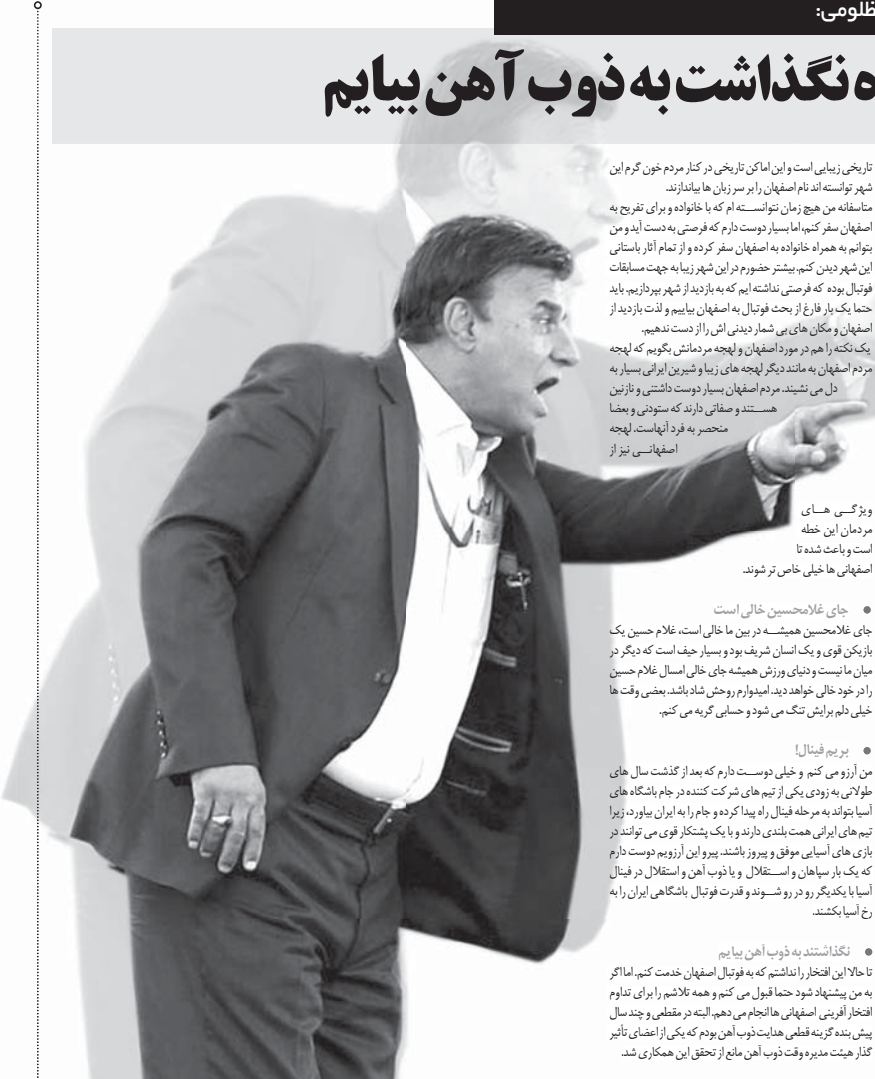 ظلومی:
ه نگذاشت به ذوب آهن بیایم
تاریخی زیبایی است و این اماکن تاریخی در کنار مردم خون گرم این
شهر توانسته اند نام اصفهان را بر سر زبان ها بیاندازند.
متاسفانه من هیچ زمان نتوانسته ام که با خانواده و برای تفریح به
اصفهان سفر کنم، اما بسیار دوست دارم که فرصتی به دست آید و من
بتوانم به همراه خانواده به اصفهان سفر کرده و از تمام آثار باستانی
این شهر دیدن کنم. بیشتر حضورم در این شهر زیبا به جهت مسابقات
فوتبال بوده که فرصتی نداشته ایم که به بازدید از شهر بپردازیم. باید
حتما یک بار فارغ از بحث فوتبال به اصفهان بیاییم و لذت بازدید از
اصفهان و مکان های بی شمار دیدنی اش را از دست ندهیم.
یک نکته را هم در مورد اصفهان و لهجه مردمانش بگویم که لهجه
مردم اصفهان به مانند دیگر لهجه های زیبا و شیرین ایرانی بسیار به
دل می نشیند. مردم اصفهان بسیار دوست داشتنی و نازنین
هستند و صفاتی دارند که ستودنی و بعضا
منحصر به فرد آنهاست. لهجه
اصفهانی نیز از
ویژگی های
مردمان این خطه
است و باعث شده تا
اصفهانی ها خیلی خاص تر شوند.
● جای غلامحسین خالی است
جای غلامحسین همیشه در بین ما خالی است، غلام حسین یک
بازیکن قوی و یک انسان شریف بود و بسیار حیف است که دیگر در
میان ما نیست و دنیای ورزش همیشه جای خالی امسال غلام حسین
را در خود خالی خواهد دید. امیدوارم روحش شاد باشد. بعضی وقت ها
خیلی دلم برایش تنگ می شود و حسابی گریه می کنم.
● بریم فینال!
من آرزو می کنم و خیلی دوست دارم که بعد از گذشت سال های
طولانی به زودی یکی از تیم های شرکت کننده در جام باشگاه های
آسیا بتواند به مرحله فینال راه پیدا کرده و جام را به ایران بیاورد، زیرا
تیم های ایرانی همت بلندی دارند و با یک پشتکار قوی می توانند در
بازی های آسیایی موفق و پیروز باشند. پیرو این آرزویم دوست دارم
که یک بار سپاهان و استقلال و یا ذوب آهن و استقلال در فینال
آسیا با یکدیگر رو در رو شوند و قدرت فوتبال باشگاهی ایران را به
رخ آسیا بکشند.
● نگذاشتند به ذوب آهن بیایم
تا حالا این افتخار را نداشتم که به فوتبال اصفهان خدمت کنم. اما اگر
به من پیشنهاد شود حتما قبول می کنم و همه تلاشم را برای تداوم
افتخار آفرینی اصفهانی ها انجام می دهم. البته در مقطعی و چند سال
پیش بنده گزینه قطعی هدایت ذوب آهن بودم که یکی از اعضای تأثیر
گذار هیئت مدیره وقت ذوب آهن مانع از تحقق این همکاری شد.